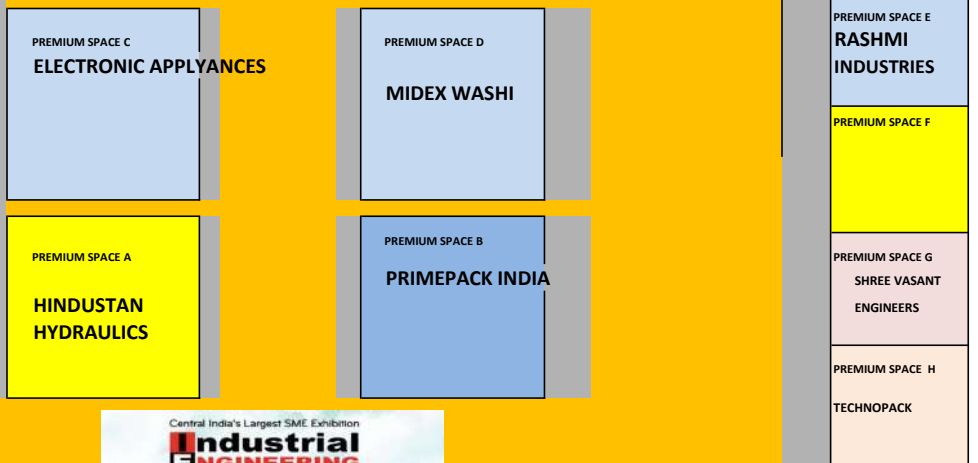 PREMIUM SPACE C
ELECTRONIC APPLYANCES
PREMIUM SPACE D
MIDEX WASHI
PREMIUM SPACE E
RASHMI
INDUSTRIES
PREMIUM SPACE F
PREMIUM SPACE A
HINDUSTAN
HYDRAULICS
PREMIUM SPACE B
PRIMEPACK INDIA
PREMIUM SPACE G
SHREE VASANT
ENGINEERS
PREMIUM SPACE H
TECHNOPACK
Central India's Largest SME Exhibition
Industrial
ENGINEERING